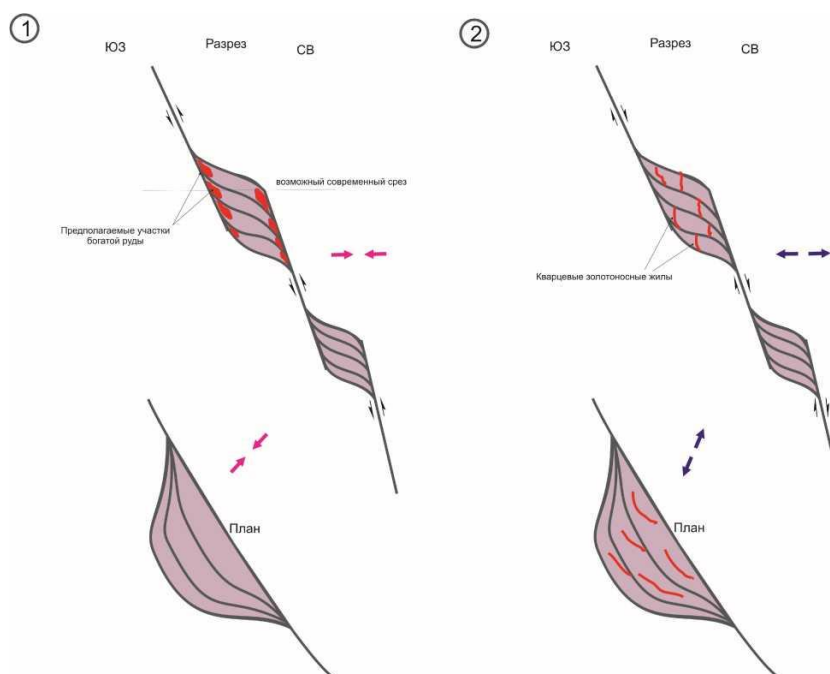 1
ЮЗ
Разрез
СВ
возможный современный срез
Предполагаемые участки
богатой руды
План
2
ЮЗ
Разрез
СВ
Кварцевые золотоносные жилы
План